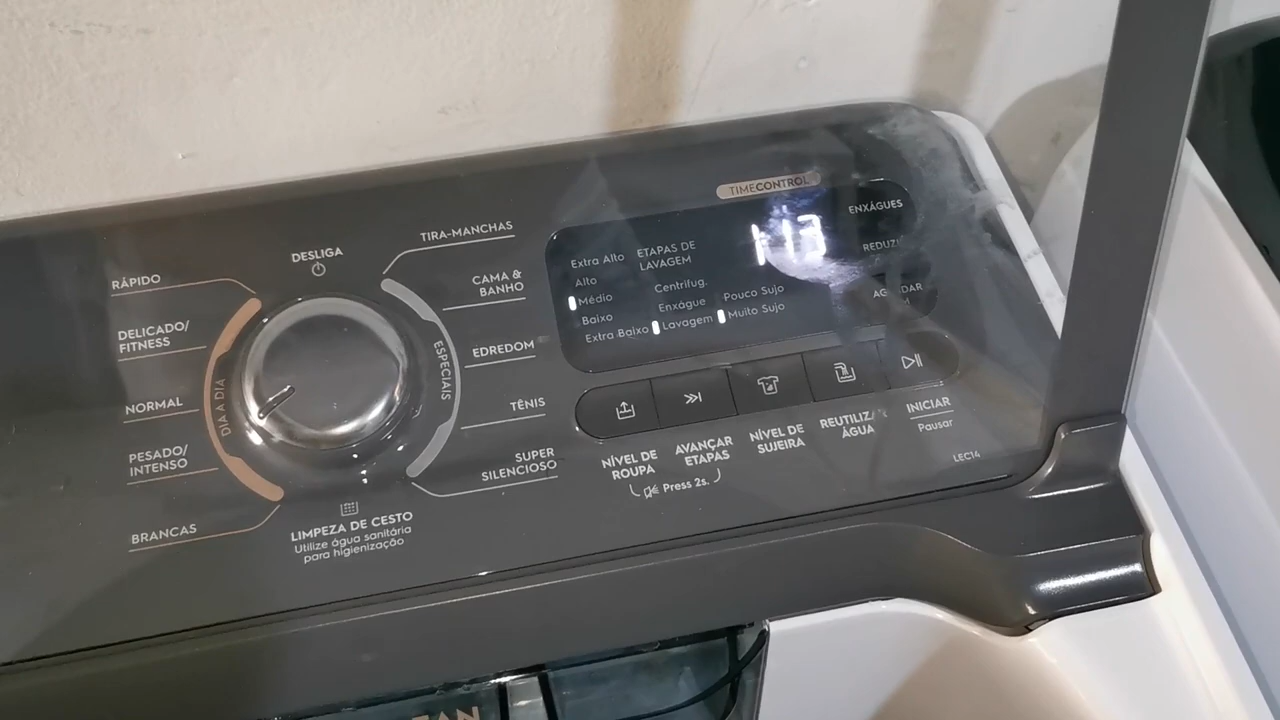 RÁPIDO
DELICADO/
FITNESS
NORMAL
PESADO/
INTENSO
BRANCAS
DIA A DIA
DESLIGA
LIMPEZA DE CESTO
Utilize água sanitária
para higienização
TIRA-MANCHAS
CAMA &
BANHO
EDREDOM
TÊNIS
SUPER
SILENCIOSO
ESPECIAIS
TIMECONTROL
Extra Alto
Alto
Médio
Baixo
Extra Baixo
ETAPAS DE
LAVAGEM
Centrifug.
Enxágue
Lavagem
Pouco Sujo
Muito Sujo
ENXÁGUES
NÍVEL DE
ROUPA
AVANÇAR
ETAPAS
Press 2s.
NÍVEL DE
SUJEIRA
ÁGUA
INICIAR
Pausar
LEC14